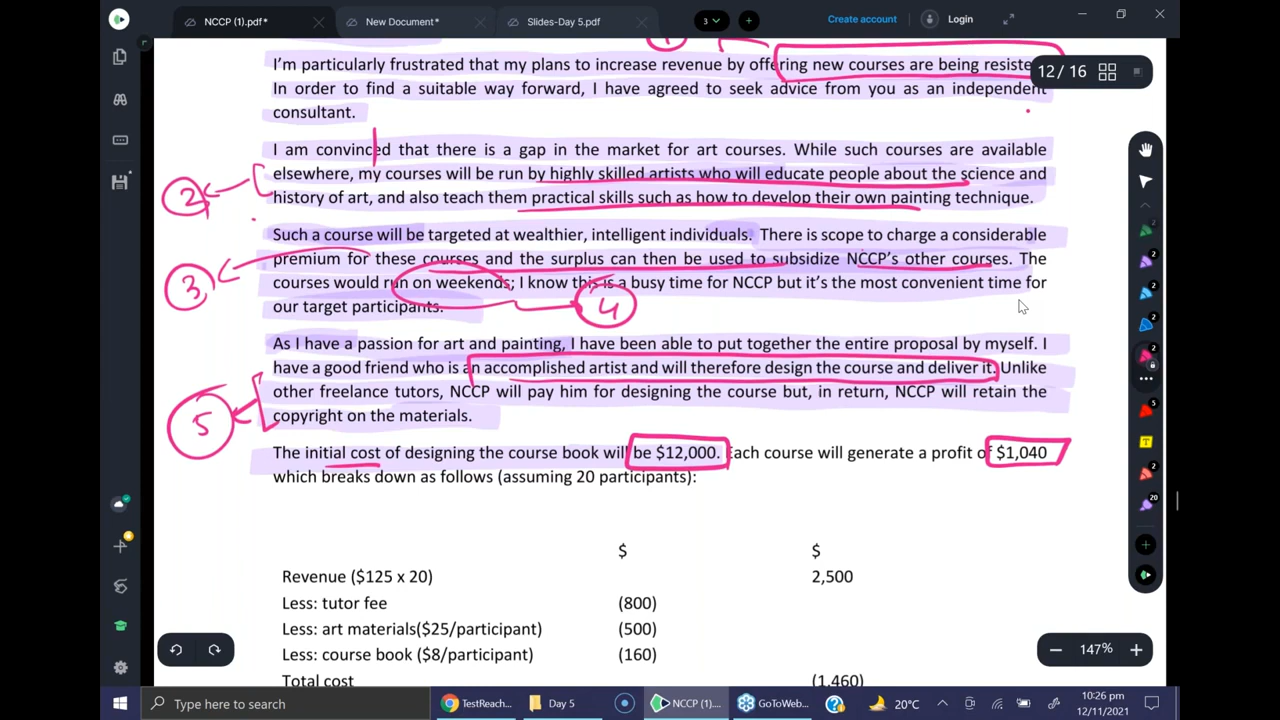 NCCP (1).pdf*
New Document*
Slides-Day 5.pdf
3
Create account
Login
1
I'm particularly frustrated that my plans to increase revenue by offering new courses are being resiste
12/16
In order to find a suitable way forward, I have agreed to seek advice from you as an independent
consultant.
I am convinced that there is a gap in the market for art courses. While such courses are available
elsewhere, my courses will be run by highly skilled artists who will educate people about the science and
2
history of art, and also teach them practical skills such as how to develop their own painting technique.
Such a course will be targeted at wealthier, intelligent individuals. There is scope to charge a considerable
premium for these courses and the surplus can then be used to subsidize NCCP's other courses. The
3
courses would run on weekends; I know this is a busy time for NCCP but it's the most convenient time for
4
our target participants.
As I have a passion for art and painting, I have been able to put together the entire proposal by myself. I
have a good friend who is an accomplished artist and will therefore design the course and deliver it. Unlike
other freelance tutors, NCCP will pay him for designing the course but, in return, NCCP will retain the
5
copyright on the materials.
The initial cost of designing the course book will be $12,000. Each course will generate a profit of $1,040
which breaks down as follows (assuming 20 participants):
$ $
Revenue ($125 x 20) 2,500
Less: tutor fee (800)
Less: art materials($25/participant) (500)
Less: course book ($8/participant) (160)
Total cost (1,460)
2
2
2
2
2
5
2
20
147%
Type here to search
TestReach...
Day 5
NCCP (1)....
GoToWeb...
20°C
10:26 pm
12/11/2021